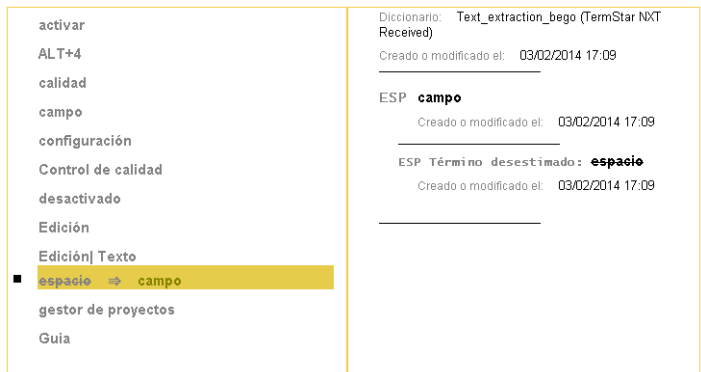 activar
ALT+4
calidad
campo
configuración
Control de calidad
desactivado
Edición
Edición| Texto
espacio ⇒ campo
gestor de proyectos
Guia
Diccionario: Text_extraction_bego (TermStar NXT
Received)
Creado o modificado el: 03/02/2014 17:09
ESP campo
Creado o modificado el: 03/02/2014 17:09
ESP Término desestimado: espacio
Creado o modificado el: 03/02/2014 17:09